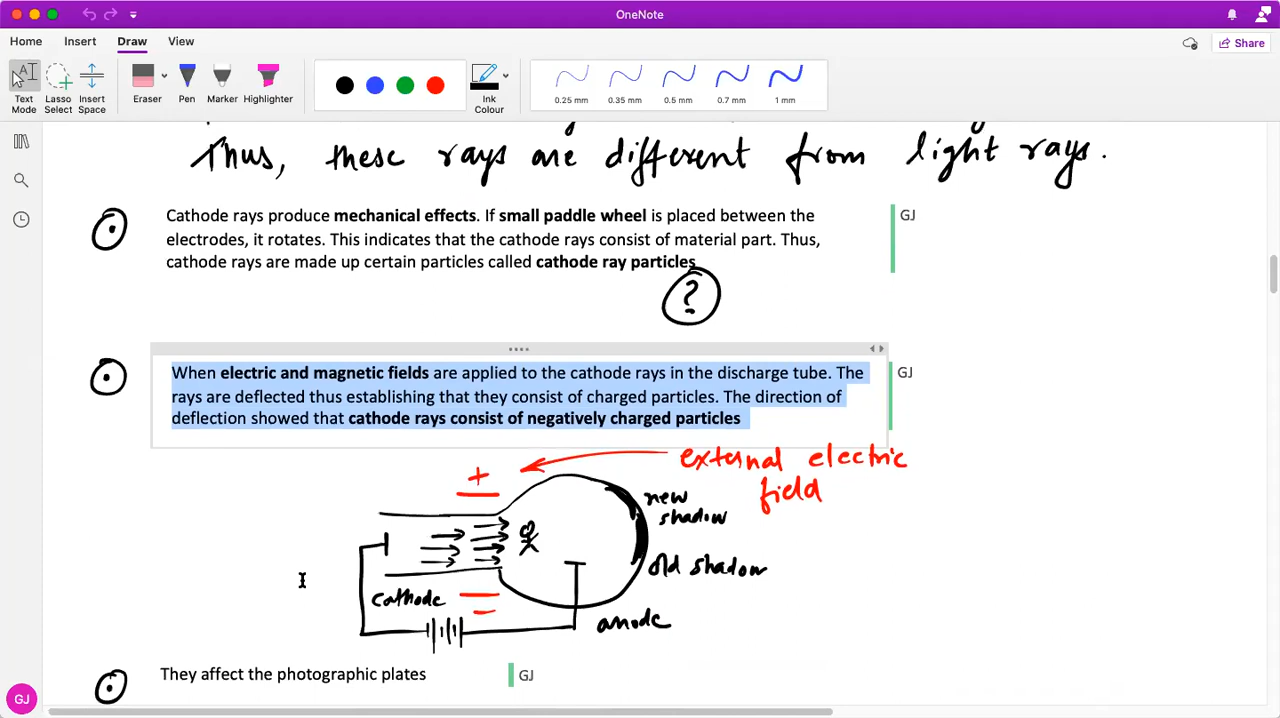 OneNote
Home Insert Draw View
Share
Text Mode
Lasso Select
Insert Space
Eraser
Pen
Marker
Highlighter
Ink Colour
0.25 mm
0.35 mm
0.5 mm
0.7 mm
1 mm
Thus, these rays are different from light rays.
Cathode rays produce mechanical effects. If small paddle wheel is placed between the
electrodes, it rotates. This indicates that the cathode rays consist of material part. Thus,
cathode rays are made up certain particles called cathode ray particles
GJ
?
When electric and magnetic fields are applied to the cathode rays in the discharge tube. The
rays are deflected thus establishing that they consist of charged particles. The direction of
deflection showed that cathode rays consist of negatively charged particles
GJ
external electric
field
+
new
shadow
old shadow
cathode
anode
They affect the photographic plates
GJ
GJ